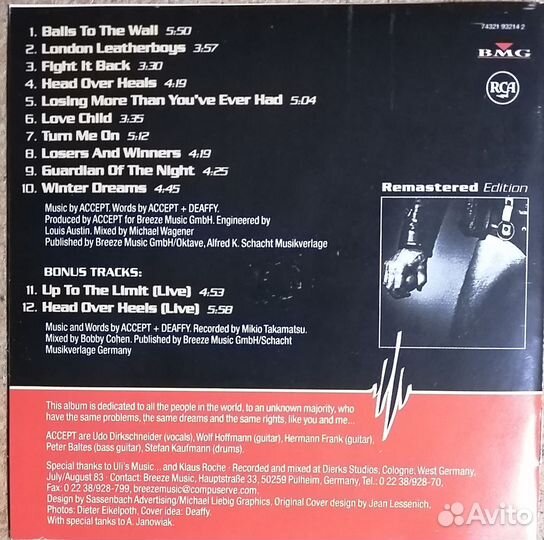 74321 93214 2
BMG
RCA
1. Balls To The Wall 5:50
2. London Leatherboys 3:57
3. Fight It Back 3:30
4. Head Over Heals 4:19
5. Losing More Than You've Ever Had 5:04
6. Love Child 3:35
7. Turn Me On 5:12
8. Losers And Winners 4:19
9. Guardian Of The Night 4:25
10. Winter Dreams 4:45
Remastered Edition
Music by ACCEPT. Words by ACCEPT + DEAFFY.
Produced by ACCEPT for Breeze Music GmbH. Engineered by
Louis Austin. Mixed by Michael Wagener
Published by Breeze Music GmbH/Oktave, Alfred K. Schacht Musikverlage
BONUS TRACKS:
11. Up To The Limit (Live) 4:53
12. Head Over Heels (Live) 5:58
Music and Words by ACCEPT + DEAFFY. Recorded by Mikio Takamatsu.
Mixed by Bobby Cohen. Published by Breeze Music GmbH/Schacht
Musikverlage Germany
This album is dedicated to all the people in the world, to an unknown majority, who
have the same problems, the same dreams and the same rights, like you and me...
ACCEPT are Udo Dirkschneider (vocals), Wolf Hoffmann (guitar), Hermann Frank (guitar),
Peter Baltes (bass guitar), Stefan Kaufmann (drums).
Special thanks to Uli's Music... and Klaus Roche · Recorded and mixed at Dierks Studios, Cologne, West Germany,
July/August 83 · Contact: Breeze Music, Hauptstraße 33, 50259 Pulheim, Germany, Tel.: 0 22 38/928-70,
Fax: 0 22 38/928-799, breezemusic@compuserve.com ·
Design by Sassenbach Advertising/Michael Liebig Graphics. Original Cover design by Jean Lessenich,
Photos: Dieter Eikelpoth, Cover idea: Deaffy.
With special tanks to A. Janowiak.
Avito